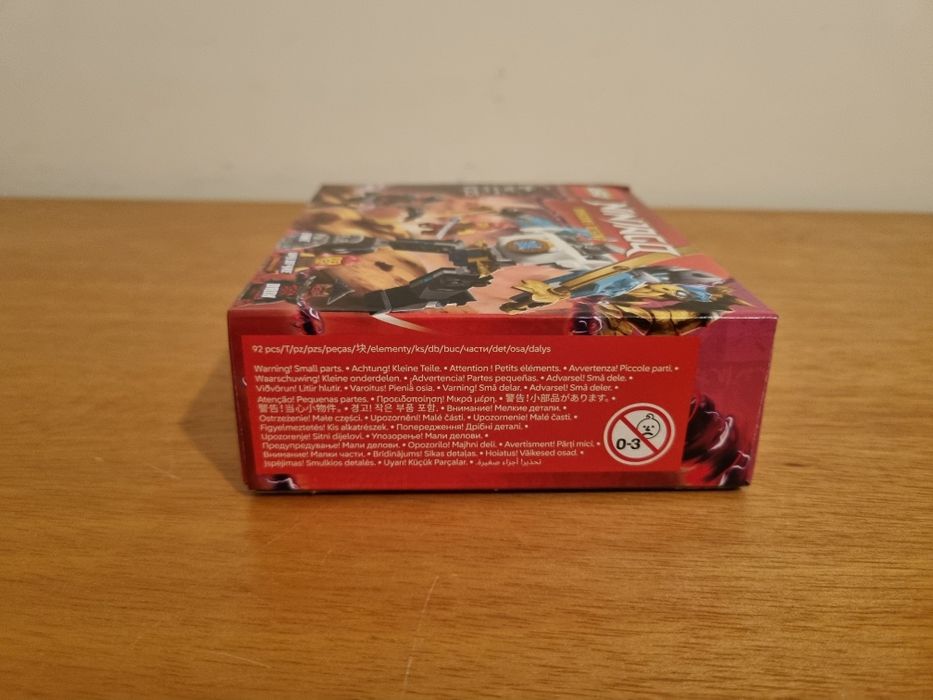 NINJAGO
92 pcs/T/pz/pzs/peças/块/elementy/ks/db/buc/части/det/osa/dalys
Warning! Small parts. • Achtung! Kleine Teile. • Attention ! Petits éléments. • Avvertenza! Piccole parti. •
Waarschuwing! Kleine onderdelen. • ¡Advertencia! Partes pequeñas. • Advarsel! Små dele. •
Viðvörun! Litlir hlutir. • Varoitus! Pieniä osia. • Varning! Små delar. • Advarsel! Små deler. •
Atenção! Pequenas partes. • Προειδοποίηση! Μικρά μέρη. • 警告!小部品があります。 •
警告!当心小物件。 • 경고! 작은 부품 포함. • Внимание! Мелкие детали. •
Ostrzeżenie! Małe części. • Upozornění! Malé části. • Upozornenie! Malé časti. •
Figyelmeztetés! Kis alkatrészek. • Попередження! Дрібні деталі. •
Upozorenje! Sitni dijelovi. • Упозорење! Мали делови. •
Предупредување! Мали делови. • Opozorilo! Majhni deli. • Avertisment! Părți mici. •
Внимание! Малки части. • Brīdinājums! Sīkas detaļas. • Hoiatus! Väikesed osad. •
Įspėjimas! Smulkios detalės. • Uyarı! Küçük Parçalar. • تحذير! أجزاء صغيرة.
0-3